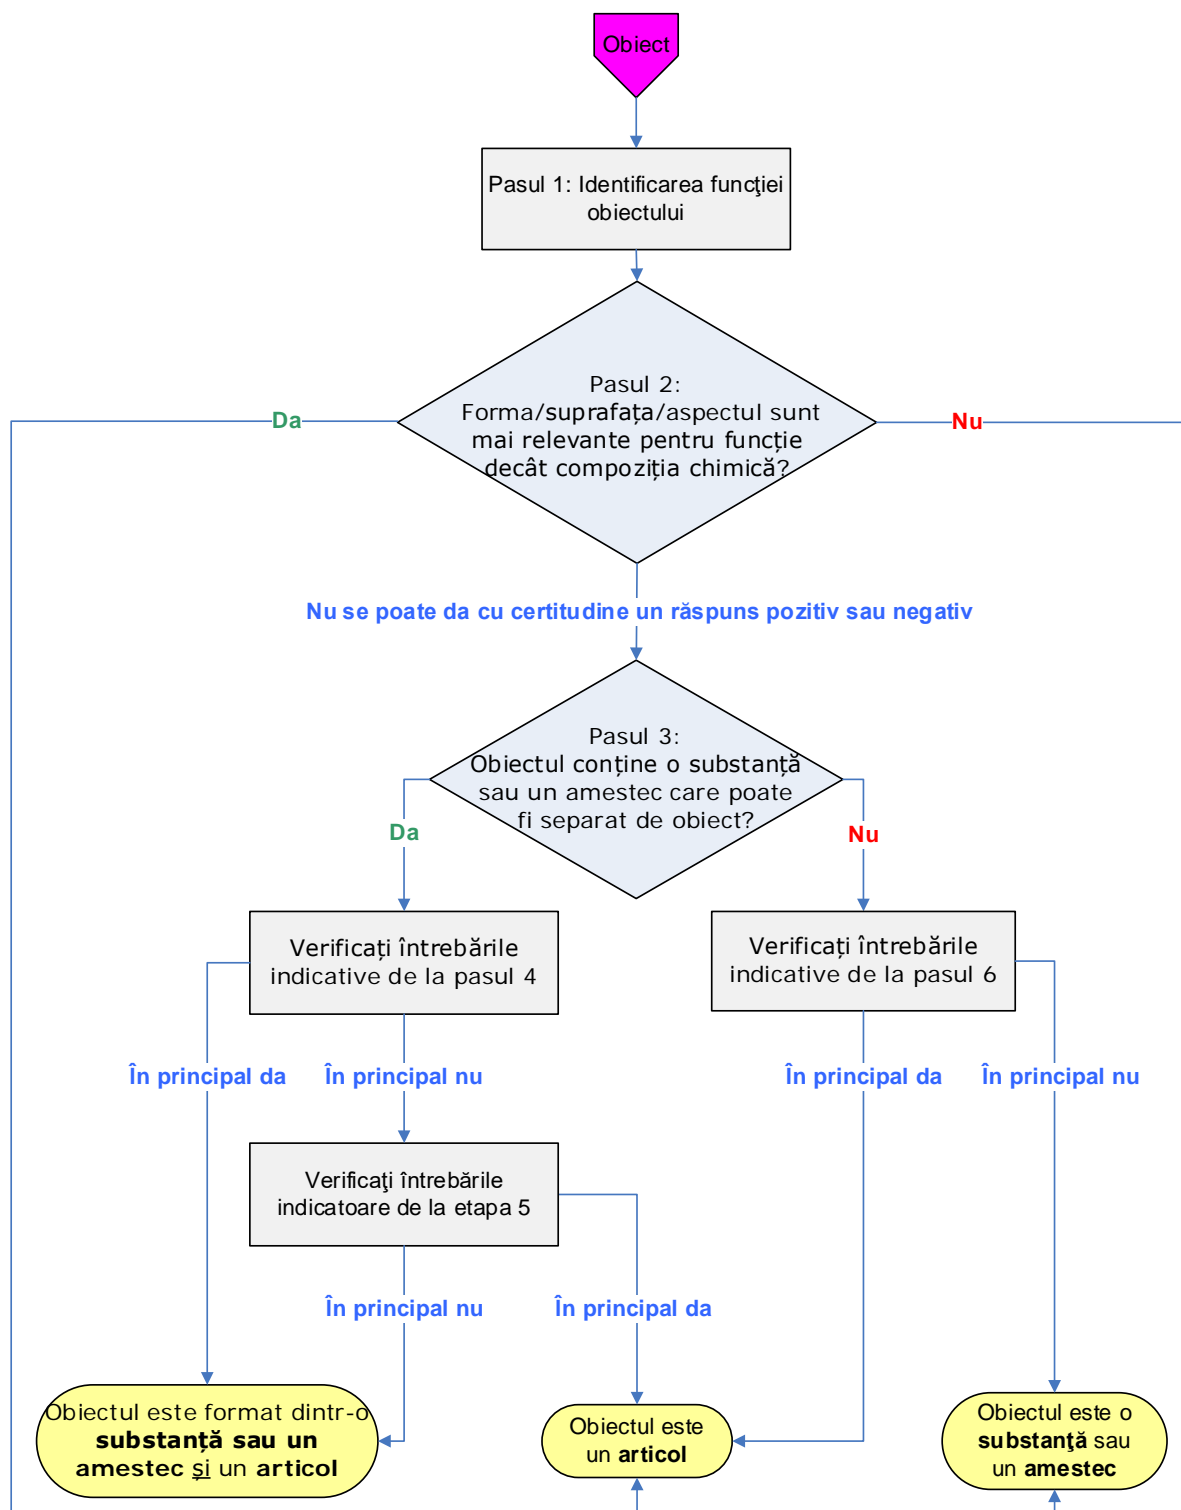 Obiect
Pasul 1: Identificarea funcţiei
obiectului
Pasul 2:
Forma/suprafața/aspectul sunt
mai relevante pentru funcție
decât compoziția chimică?
Da
Nu
Nu se poate da cu certitudine un răspuns pozitiv sau negativ
Pasul 3:
Obiectul conține o substanță
sau un amestec care poate
fi separat de obiect?
Da
Nu
Verificați întrebările
indicative de la pasul 4
Verificați întrebările
indicative de la pasul 6
În principal da
În principal nu
În principal da
În principal nu
Verificaţi întrebările
indicatoare de la etapa 5
În principal nu
În principal da
Obiectul este format dintr-o
substanță sau un
amestec și un articol
Obiectul este
un articol
Obiectul este o
substanţă sau
un amestec